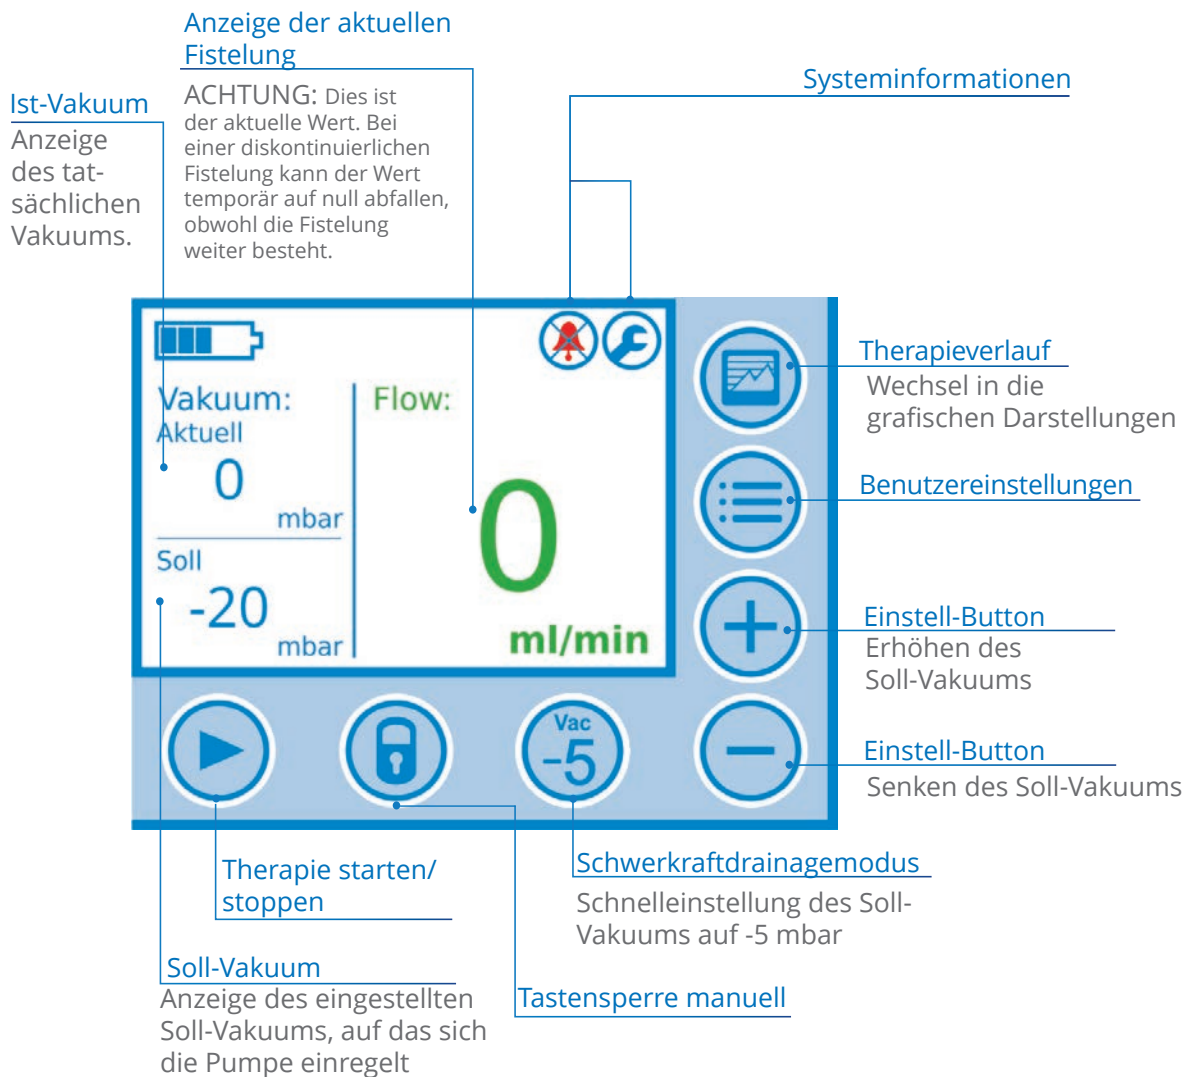 Anzeige der aktuellen
Fistelung
ACHTUNG: Dies ist
der aktuelle Wert. Bei
einer diskontinuierlichen
Fistelung kann der Wert
temporär auf null abfallen,
obwohl die Fistelung
weiter besteht.
Ist-Vakuum
Anzeige
des tat-
sächlichen
Vakuums.
Systeminformationen
Vakuum:
Aktuell
0
mbar
Soll
-20
mbar
Flow:
0
ml/min
Therapieverlauf
Wechsel in die
grafischen Darstellungen
Benutzereinstellungen
Einstell-Button
Erhöhen des
Soll-Vakuums
Einstell-Button
Senken des Soll-Vakuums
Vac
-5
Therapie starten/
stoppen
Schwerkraftdrainagemodus
Schnelleinstellung des Soll-
Vakuums auf -5 mbar
Soll-Vakuum
Anzeige des eingestellten
Soll-Vakuums, auf das sich
die Pumpe einregelt
Tastensperre manuell